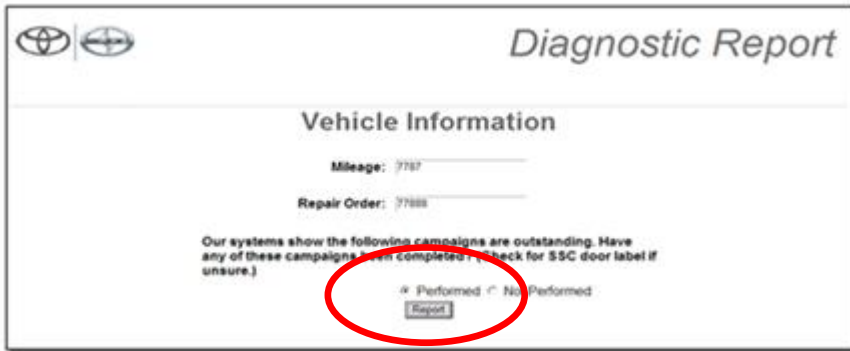 Diagnostic Report
Vehicle Information
Mileage: 7787
Repair Order: 77888
Our systems show the following campaigns are outstanding. Have
any of these campaigns been completed? (Check for SSC door label if
unsure.)
Performed Not Performed
Report